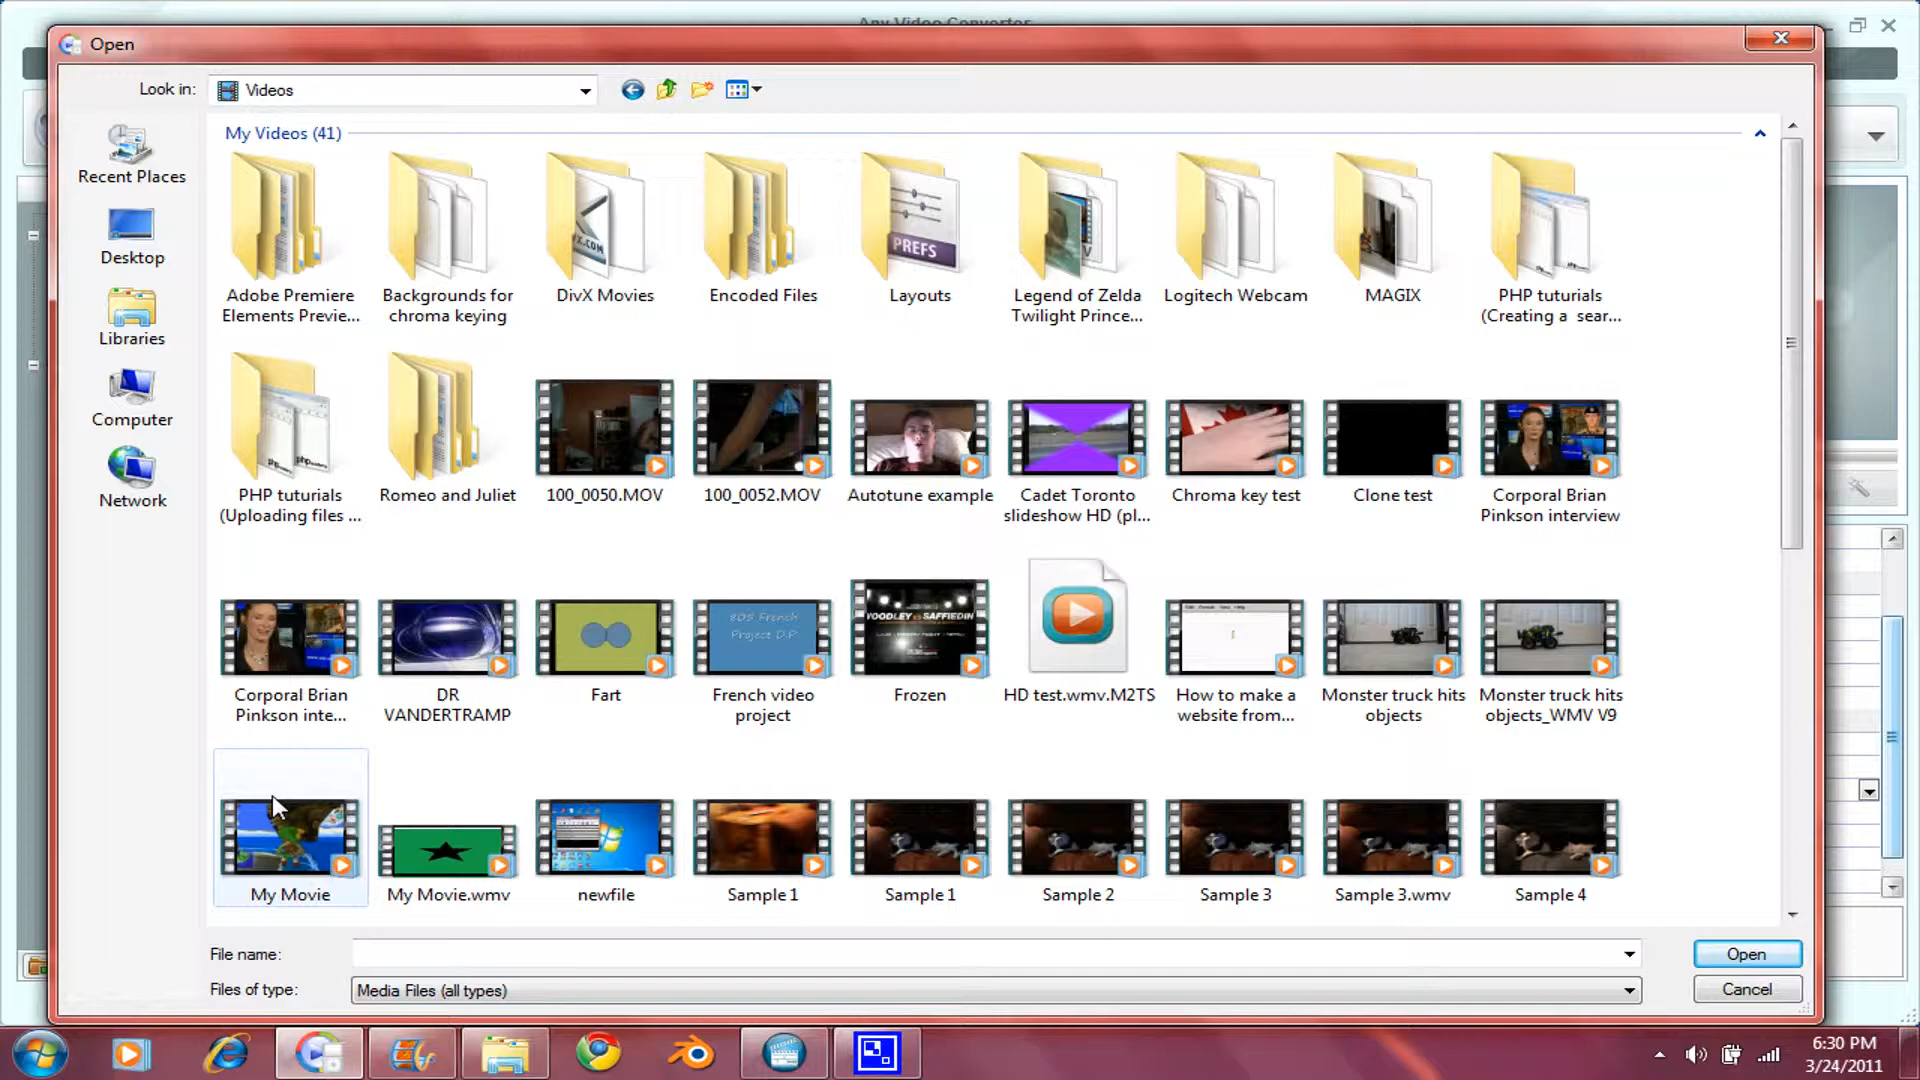 Any Video Converter
Open
Look in:
Videos
My Videos (41)
Recent Places
Desktop
Libraries
Computer
Network
Adobe Premiere
Elements Previe...
Backgrounds for
chroma keying
DivX Movies
Encoded Files
PREFS
Layouts
Legend of Zelda
Twilight Prince...
Logitech Webcam
MAGIX
PHP tuturials
(Creating a sear...
PHP tuturials
(Uploading files ...
Romeo and Juliet
100_0050.MOV
100_0052.MOV
Autotune example
Cadet Toronto
slideshow HD (pl...
Chroma key test
Clone test
Corporal Brian
Pinkson interview
Corporal Brian
Pinkson inte...
DR
VANDERTRAMP
Fart
805 French
Project D.P.
French video
project
WOODLEY vs SAFFIEDIN
Frozen
HD test.wmv.M2TS
How to make a
website from...
Monster truck hits
objects
Monster truck hits
objects_WMV V9
My Movie
My Movie.wmv
newfile
Sample 1
Sample 1
Sample 2
Sample 3
Sample 3.wmv
Sample 4
File name:
Open
Files of type:
Media Files (all types)
Cancel
6:30 PM
3/24/2011